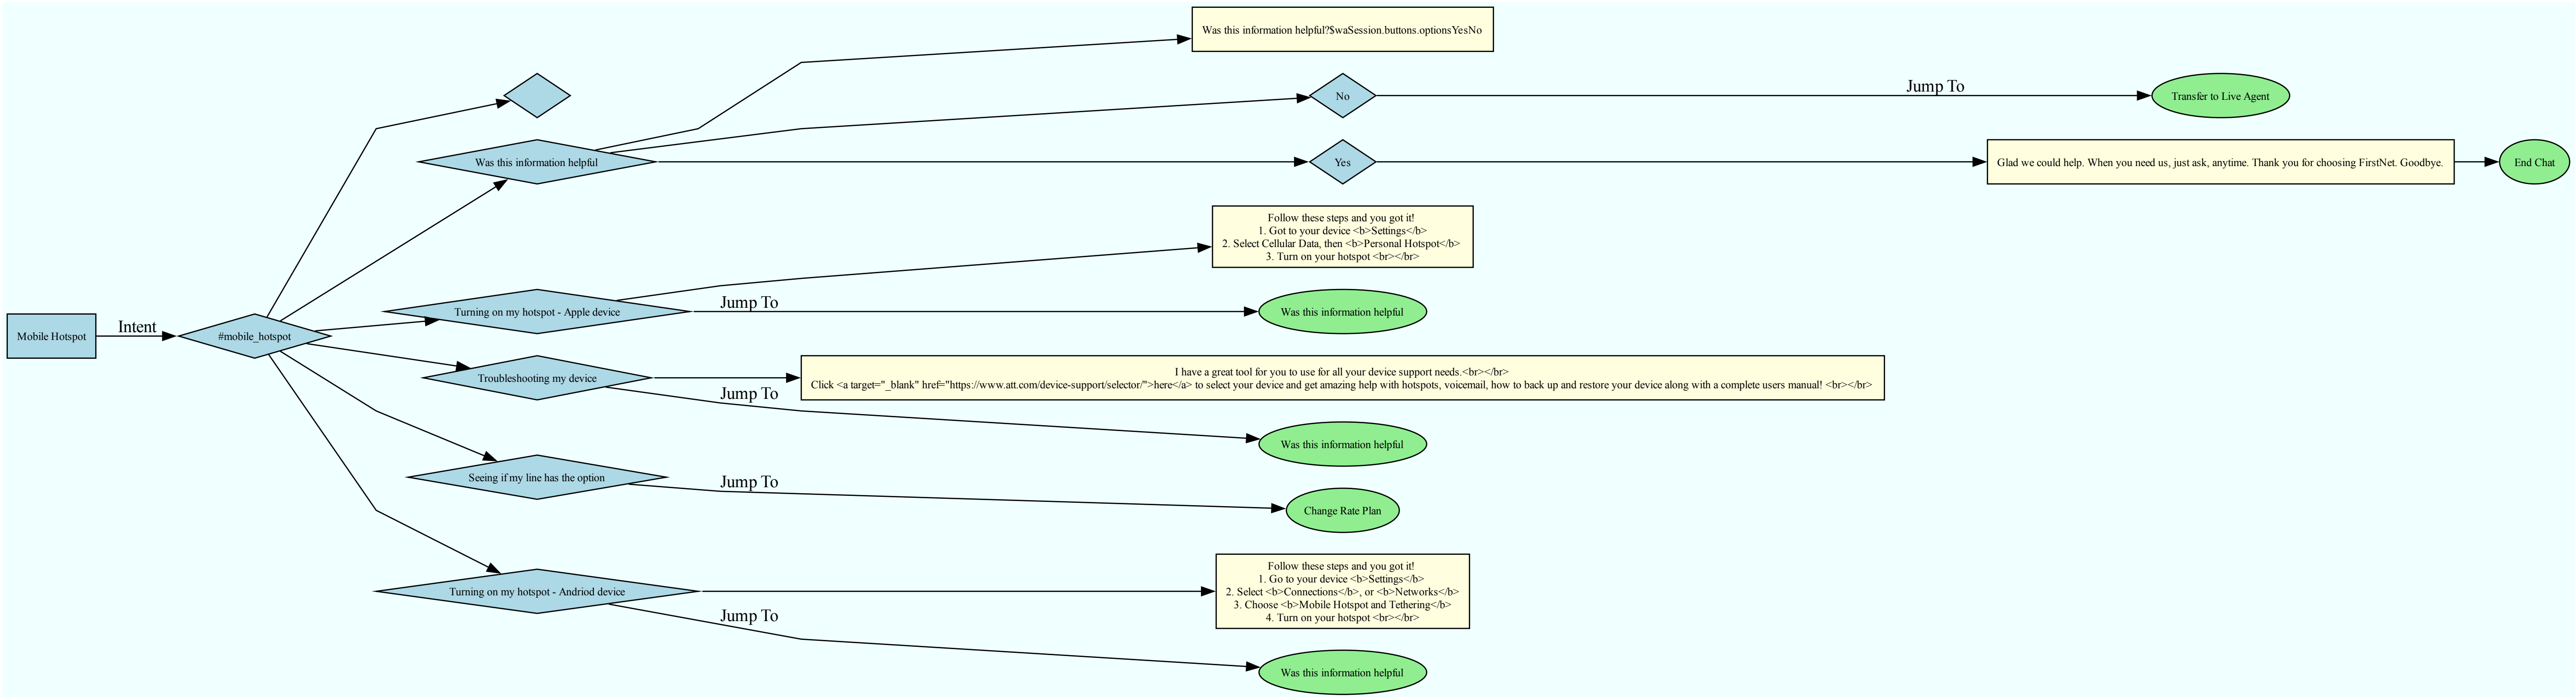 Was this information helpful?$waSession.buttons.optionsYesNo
No
Jump To
Transfer to Live Agent
Was this information helpful
Yes
Glad we could help. When you need us, just ask, anytime. Thank you for choosing FirstNet. Goodbye.
End Chat
Follow these steps and you got it!
1. Got to your device <b>Settings</b>
2. Select Cellular Data, then <b>Personal Hotspot</b>
3. Turn on your hotspot <br></br>
Mobile Hotspot
Intent
#mobile_hotspot
Turning on my hotspot - Apple device
Jump To
Was this information helpful
Troubleshooting my device
I have a great tool for you to use for all your device support needs.<br></br>
Click <a target="_blank" href="https://www.att.com/device-support/selector/">here</a> to select your device and get amazing help with hotspots, voicemail, how to back up and restore your device along with a complete users manual! <br></br>
Jump To
Was this information helpful
Seeing if my line has the option
Jump To
Change Rate Plan
Turning on my hotspot - Andriod device
Follow these steps and you got it!
1. Go to your device <b>Settings</b>
2. Select <b>Connections</b>, or <b>Networks</b>
3. Choose <b>Mobile Hotspot and Tethering</b>
4. Turn on your hotspot <br></br>
Jump To
Was this information helpful